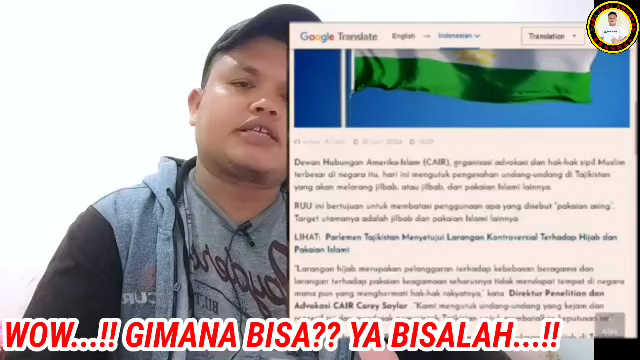 Google Translate
English → Indonesian
Translation
Dewan Hubungan Amerika-Islam (CAIR), organisasi advokasi dan hak-hak sipil Muslim
terbesar di negara itu, hari ini mengutuk pengesahan undang-undang di Tajikistan
yang akan melarang jilbab, atau jilbab, dan pakaian Islami lainnya.
RUU ini bertujuan untuk membatasi penggunaan apa yang disebut "pakaian asing".
Target utamanya adalah jilbab dan pakaian Islami lainnya.
LIHAT: Parlemen Tajikistan Menyetujui Larangan Kontroversial Terhadap Hijab dan
Pakaian Islami
"Larangan hijab merupakan pelanggaran terhadap kebebasan beragama dan
larangan terhadap pakaian keagamaan seharusnya tidak mendapat tempat di negara
mana pun yang menghormati hak-hak rakyatnya," kata Direktur Penelitian dan
Advokasi CAIR Corey Saylor. "Kami mengutuk undang-undang yang kejam dan
WOW...!! GIMANA BISA?? YA BISALAH...!!